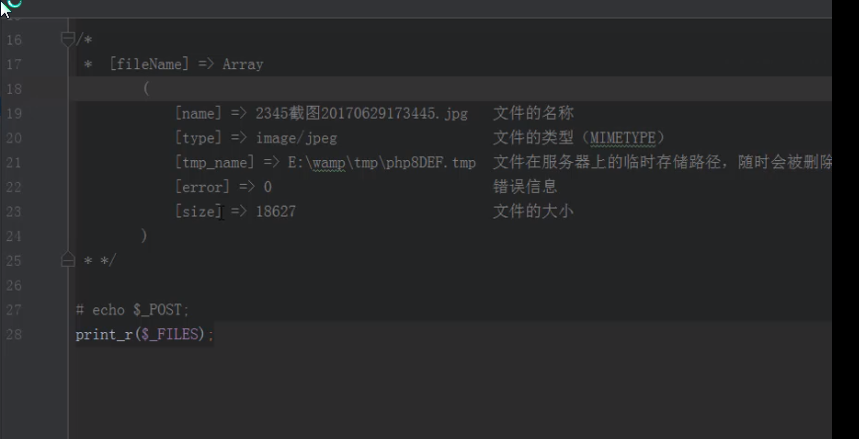 16 /*
17 * [fileName] => Array
18 (
19 [name] => 2345截图20170629173445.jpg 文件的名称
20 [type] => image/jpeg 文件的类型（MIMETYPE）
21 [tmp_name] => E:\wamp\tmp\php8DEF.tmp 文件在服务器上的临时存储路径，随时会被删除
22 [error] => 0 错误信息
23 [size] => 18627 文件的大小
24 )
25 * */
26
27 # echo $_POST;
28 print_r($_FILES);